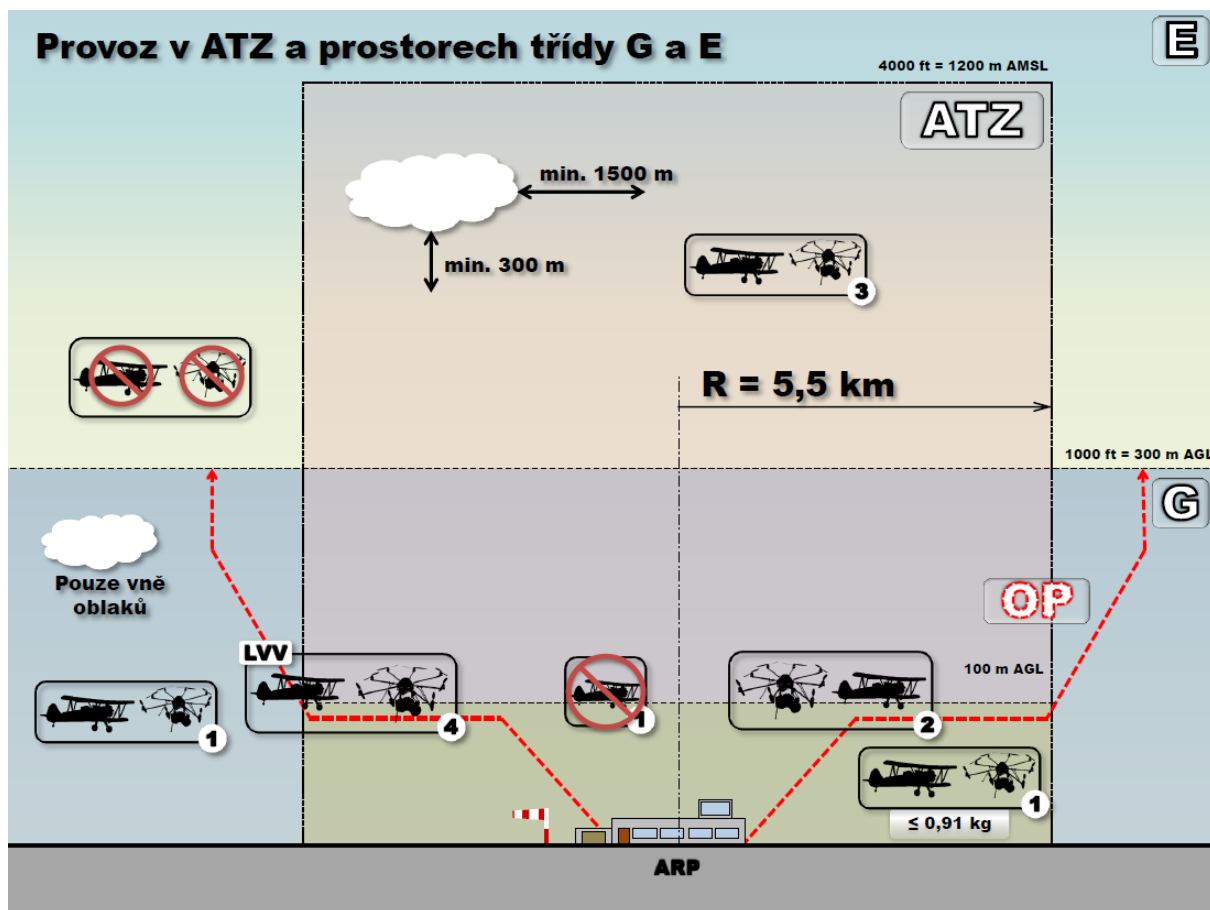 Provoz v ATZ a prostorech třídy G a E
E
4000 ft = 1200 m AMSL
ATZ
min. 1500 m
min. 300 m
3
R = 5,5 km
1000 ft = 300 m AGL
G
Pouze vně
oblaků
OP
LVV
100 m AGL
1
4
1
2
1
≤ 0,91 kg
ARP